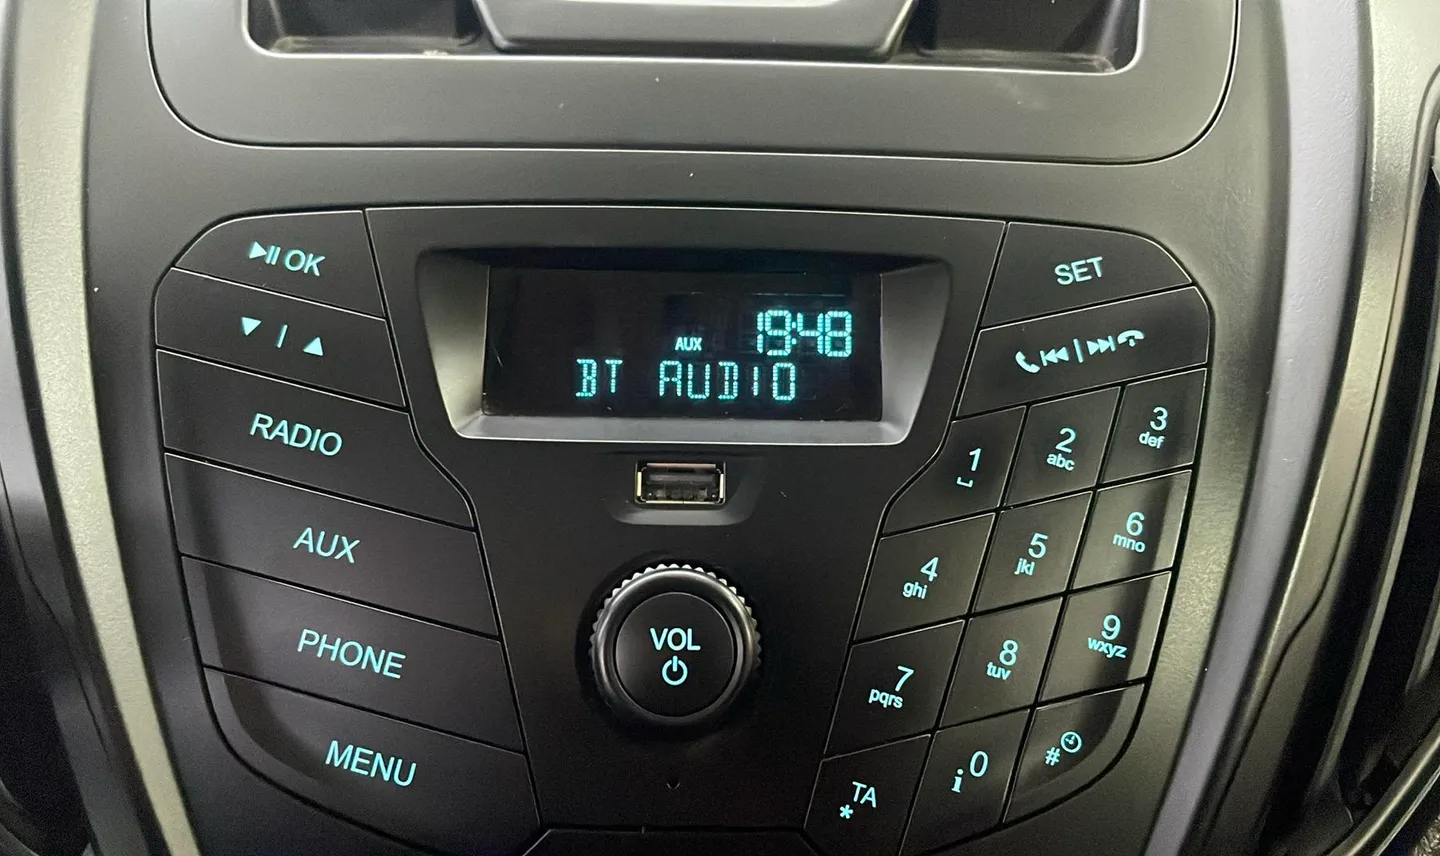 OK
SET
19:48
AUX
BT AUDIO
RADIO
AUX
PHONE
MENU
VOL
1
2
abc
3
def
4
ghi
5
jkl
6
mno
7
pqrs
8
tuv
9
wxyz
TA
*
i 0
#